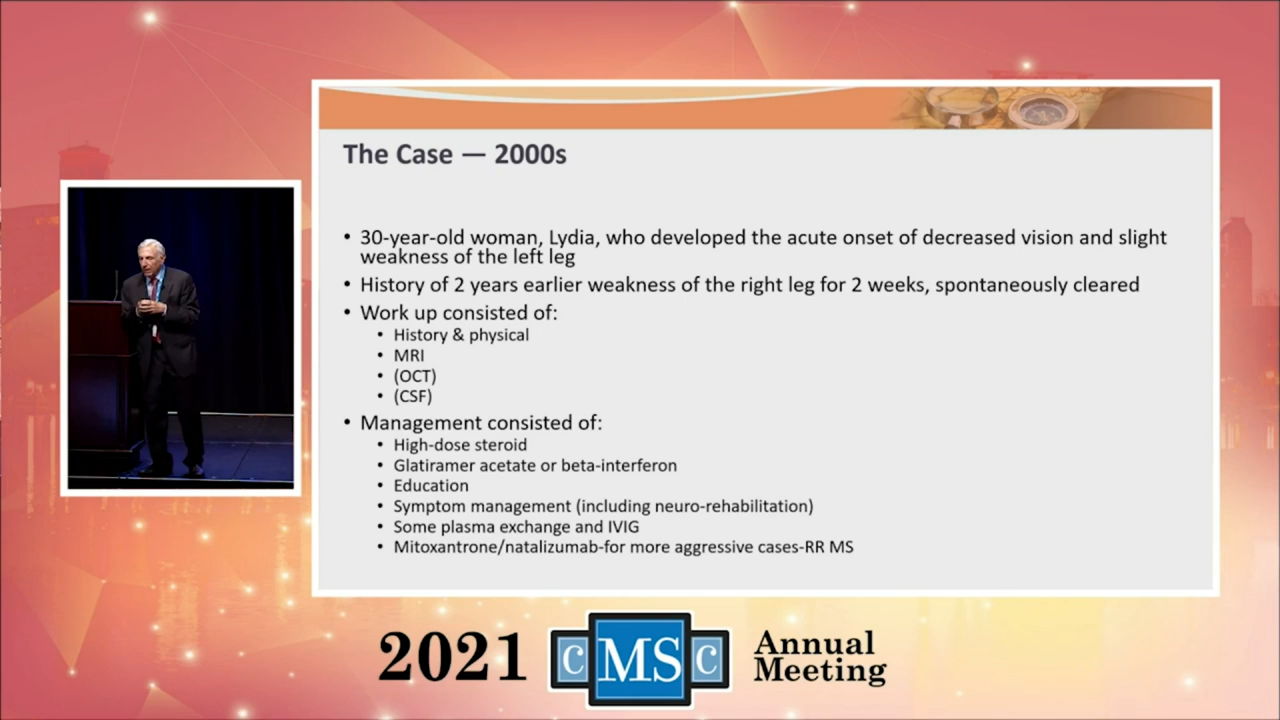 The Case — 2000s
• 30-year-old woman, Lydia, who developed the acute onset of decreased vision and slight
weakness of the left leg
• History of 2 years earlier weakness of the right leg for 2 weeks, spontaneously cleared
• Work up consisted of:
• History & physical
• MRI
• (OCT)
• (CSF)
• Management consisted of:
• High-dose steroid
• Glatiramer acetate or beta-interferon
• Education
• Symptom management (including neuro-rehabilitation)
• Some plasma exchange and IVIG
• Mitoxantrone/natalizumab-for more aggressive cases-RR MS
2021 CMSC Annual
Meeting